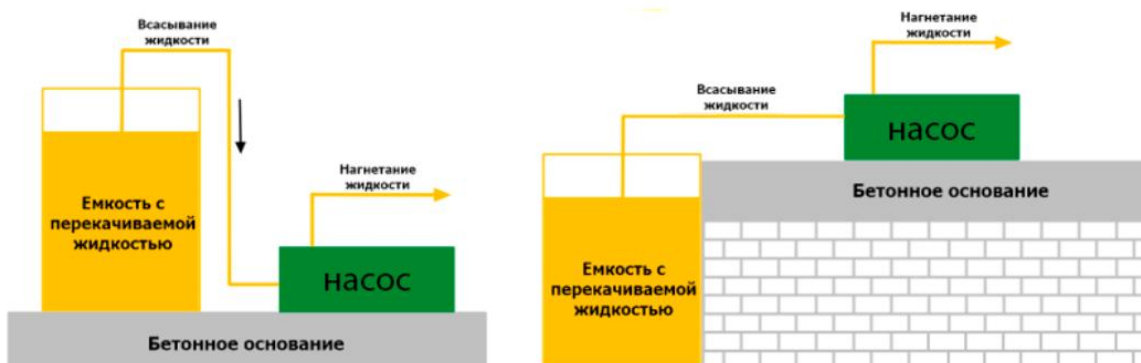 Всасывание
жидкости
Нагнетание
жидкости
Емкость с
перекачиваемой
жидкостью
насос
Бетонное основание
Нагнетание
жидкости
Всасывание
жидкости
насос
Бетонное основание
Емкость с
перекачиваемой
жидкостью